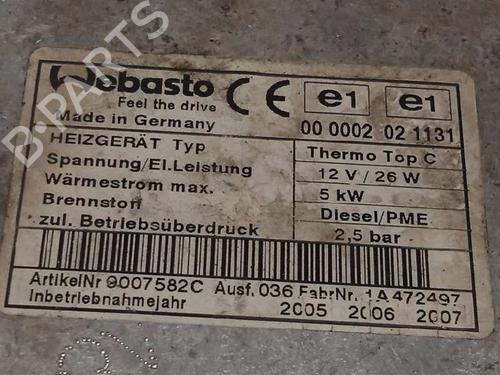 Webasto
Feel the drive
Made in Germany
CE
e1 e1
00 0002 02 1131
HEIZGERÄT Typ Thermo Top C
Spannung/El.Leistung 12 V / 26 W
Wärmestrom max. 5 kW
Brennstoff Diesel/PME
zul. Betriebsüberdruck 2,5 bar
ArtikelNr 9007582C Ausf. 036 FabrNr. 1A472497
Inbetriebnahmejahr 2005 2006 2007
B-PARTS